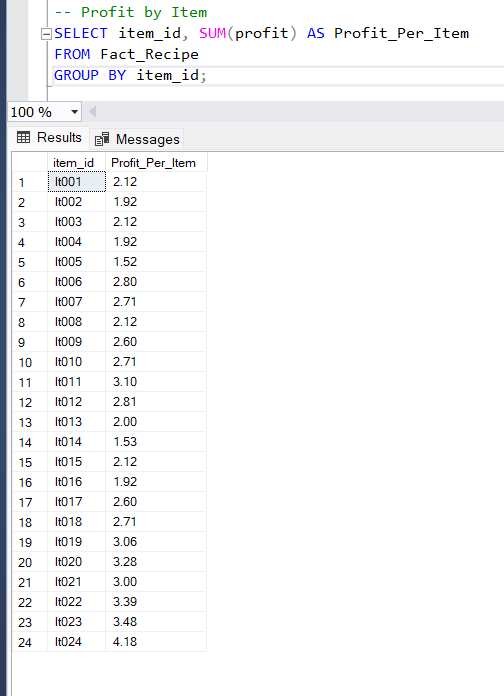 -- Profit by Item
SELECT item_id, SUM(profit) AS Profit_Per_Item
FROM Fact_Recipe
GROUP BY item_id;
100 %
Results Messages
item_id Profit_Per_Item
1 It001 2.12
2 It002 1.92
3 It003 2.12
4 It004 1.92
5 It005 1.52
6 It006 2.80
7 It007 2.71
8 It008 2.12
9 It009 2.60
10 It010 2.71
11 It011 3.10
12 It012 2.81
13 It013 2.00
14 It014 1.53
15 It015 2.12
16 It016 1.92
17 It017 2.60
18 It018 2.71
19 It019 3.06
20 It020 3.28
21 It021 3.00
22 It022 3.39
23 It023 3.48
24 It024 4.18